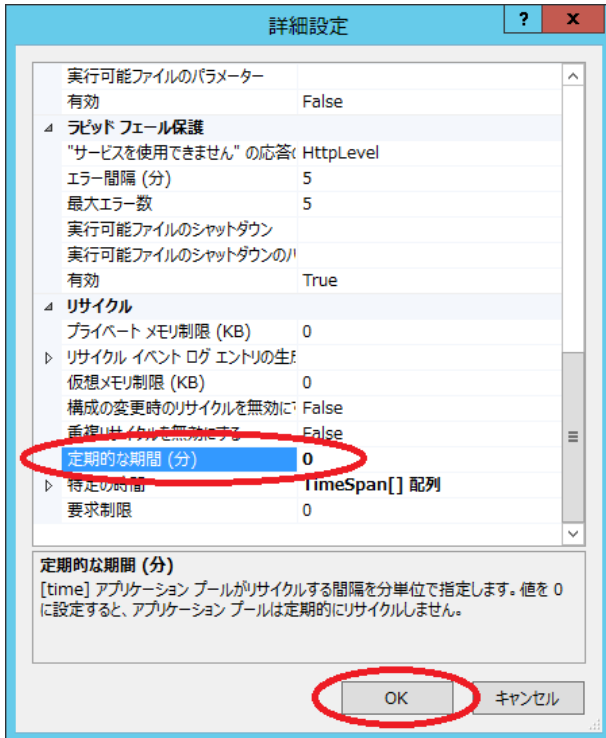 詳細設定
?
x
実行可能ファイルのパラメーター
有効 False
ラピッド フェール保護
"サービスを使用できません" の応答の HttpLevel
エラー間隔 (分) 5
最大エラー数 5
実行可能ファイルのシャットダウン
実行可能ファイルのシャットダウンのパ
有効 True
リサイクル
プライベート メモリ制限 (KB) 0
リサイクル イベント ログ エントリの生成
仮想メモリ制限 (KB) 0
構成の変更時のリサイクルを無効に False
重複リサイクルを無効にする False
定期的な期間 (分) 0
特定の時間 TimeSpan[] 配列
要求制限 0
定期的な期間 (分)
[time] アプリケーション プールがリサイクルする間隔を分単位で指定します。値を 0
に設定すると、アプリケーション プールは定期的にリサイクルしません。
OK
キャンセル